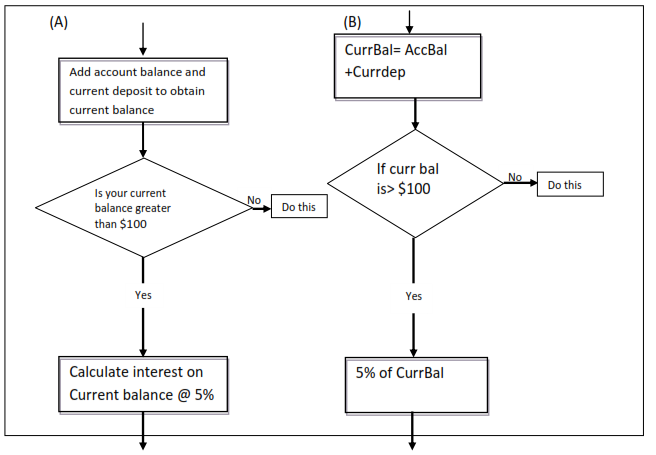 (A)
Add account balance and
current deposit to obtain
current balance
Is your current
balance greater
than $100
No
Do this
Yes
Calculate interest on
Current balance @ 5%
(B)
CurrBal= AccBal
+Currdep
If curr bal
is> $100
No
Do this
Yes
5% of CurrBal